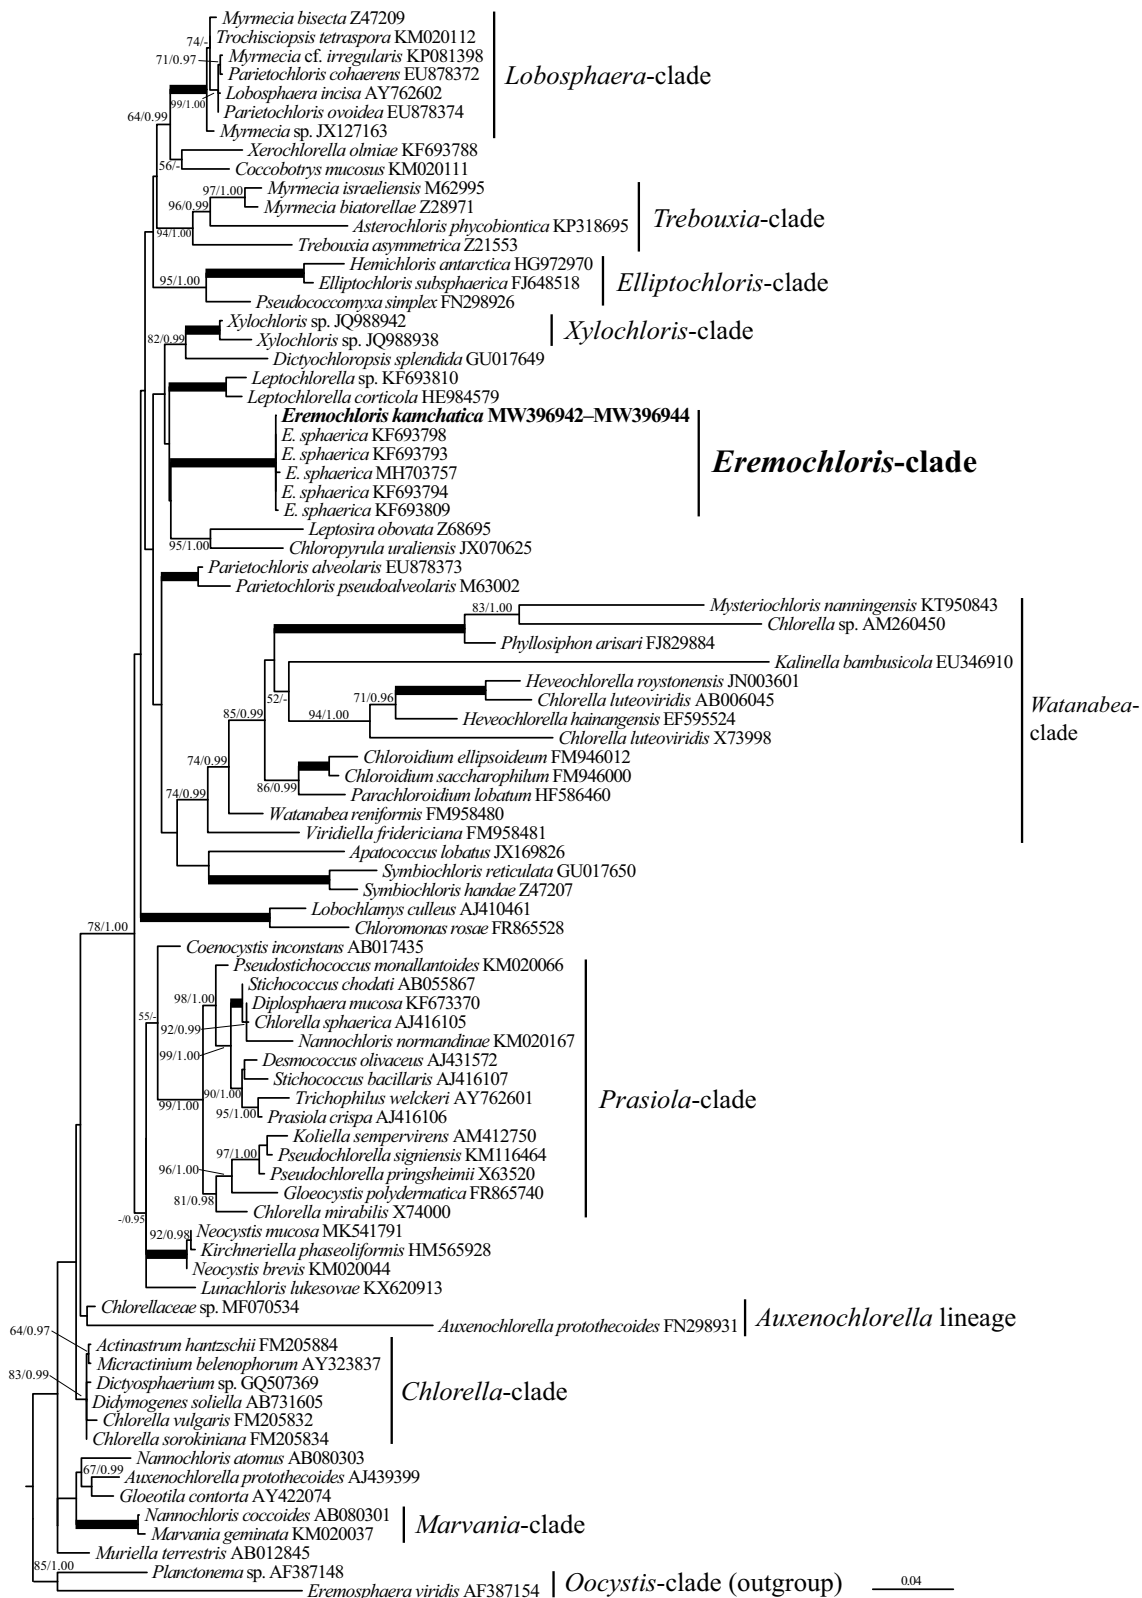 Myrmecia bisecta Z47209
74/-
Trochisciopsis tetraspora KM020112
71/0.97
Myrmecia cf. irregularis KP081398
Parietochloris cohaerens EU878372
Lobosphaera-clade
Lobosphaera incisa AY762602
99/1.00
Parietochloris ovoidea EU878374
64/0.99
Myrmecia sp. JX127163
Xerochlorella olmiae KF693788
56/-
Coccobotrys mucosus KM020111
97/1.00
Myrmecia israeliensis M62995
96/0.99
Myrmecia biatorellae Z28971
Trebouxia-clade
Asterochloris phycobiontica KP318695
94/1.00
Trebouxia asymmetrica Z21553
Hemichloris antarctica HG972970
95/1.00
Elliptochloris subsphaerica FJ648518
Elliptochloris-clade
Pseudococcomyxa simplex FN298926
Xylochloris sp. JQ988942
Xylochloris-clade
82/0.99
Xylochloris sp. JQ988938
Dictyochloropsis splendida GU017649
Leptochlorella sp. KF693810
Leptochlorella corticola HE984579
Eremochloris kamchatica MW396942–MW396944
E. sphaerica KF693798
E. sphaerica KF693793
Eremochloris-clade
E. sphaerica MH703757
E. sphaerica KF693794
E. sphaerica KF693809
Leptosira obovata Z68695
95/1.00
Chloropyrula uraliensis JX070625
Parietochloris alveolaris EU878373
Parietochloris pseudoalveolaris M63002
83/1.00
Mysteriochloris nanningensis KT950843
Chlorella sp. AM260450
Phyllosiphon arisari FJ829884
Kalinella bambusicola EU346910
Heveochlorella roystonensis JN003601
52/-
71/0.96
Chlorella luteoviridis AB006045
Watanabea-
clade
85/0.99
94/1.00
Heveochlorella hainangensis EF595524
Chlorella luteoviridis X73998
Chloroidium ellipsoideum FM946012
74/0.99
Chloroidium saccharophilum FM946000
86/0.99
Parachloroidium lobatum HF586460
74/0.99
Watanabea reniformis FM958480
Viridiella fridericiana FM958481
Apatococcus lobatus JX169826
Symbiochloris reticulata GU017650
Symbiochloris handae Z47207
Lobochlamys culleus AJ410461
78/1.00
Chloromonas rosae FR865528
Coenocystis inconstans AB017435
Pseudostichococcus monallantoides KM020066
Stichococcus chodati AB055867
98/1.00
Diplosphaera mucosa KF673370
55/-
92/0.99
Chlorella sphaerica AJ416105
Nannochloris normandinae KM020167
99/1.00
Desmococcus olivaceus AJ431572
Stichococcus bacillaris AJ416107
90/1.00
Trichophilus welckeri AY762601
Prasiola-clade
99/1.00
95/1.00
Prasiola crispa AJ416106
Koliella sempervirens AM412750
97/1.00
Pseudochlorella signiensis KM116464
96/1.00
Pseudochlorella pringsheimii X63520
Gloeocystis polydermatica FR865740
81/0.98
Chlorella mirabilis X74000
-/0.95
92/0.98
Neocystis mucosa MK541791
Kirchneriella phaseoliformis HM565928
Neocystis brevis KM020044
Lunachloris lukesovae KX620913
Chlorellaceae sp. MF070534
Auxenochlorella lineage
Auxenochlorella protothecoides FN298931
64/0.97
Actinastrum hantzschii FM205884
Micractinium belenophorum AY323837
83/0.99
Dictyosphaerium sp. GQ507369
Chlorella-clade
Didymogenes soliella AB731605
Chlorella vulgaris FM205832
Chlorella sorokiniana FM205834
Nannochloris atomus AB080303
67/0.99
Auxenochlorella protothecoides AJ439399
Gloeotila contorta AY422074
Nannochloris coccoides AB080301
Marvania-clade
Marvania geminata KM020037
Muriella terrestris AB012845
85/1.00
Planctonema sp. AF387148
Oocystis-clade (outgroup)
0.04
Eremosphaera viridis AF387154